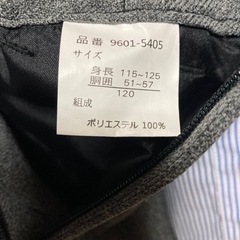 品番 9601-5405
サイズ
身長 115~125
胴囲 51~57
120
組成
ポリエステル 100%